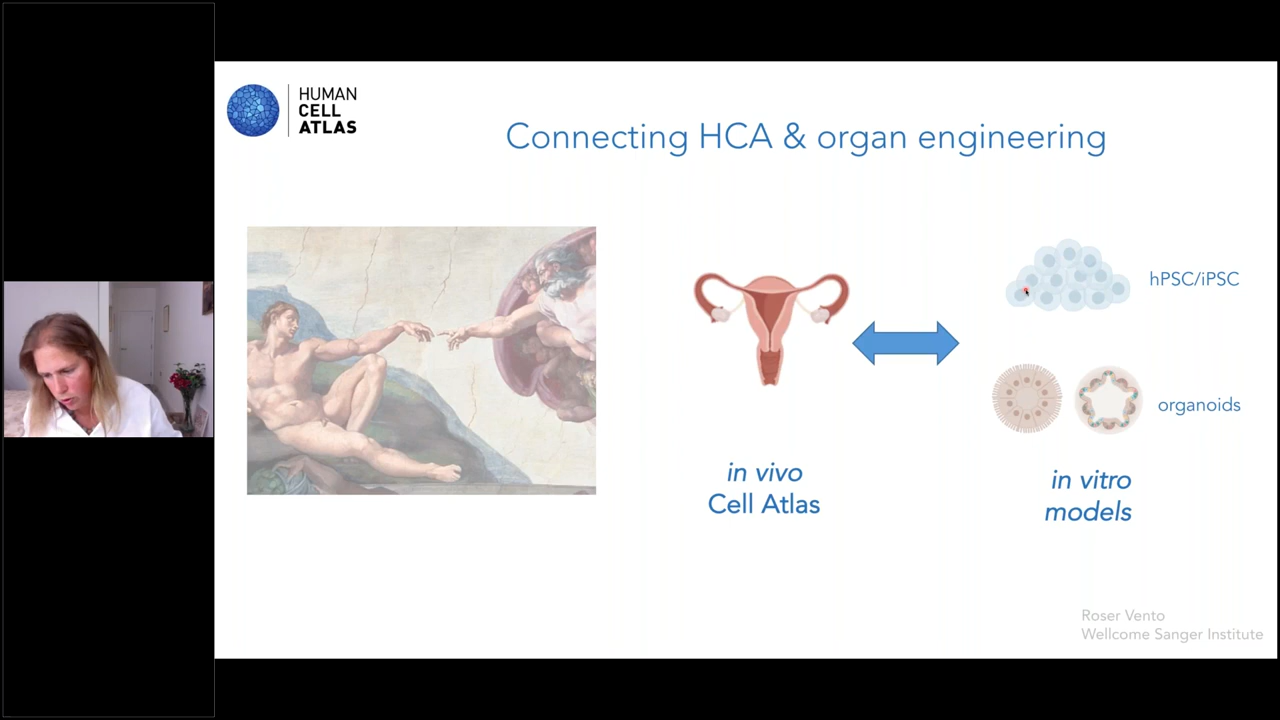 HUMAN
CELL
ATLAS
Connecting HCA & organ engineering
hPSC/iPSC
organoids
in vivo
Cell Atlas
in vitro
models
Roser Vento
Wellcome Sanger Institute